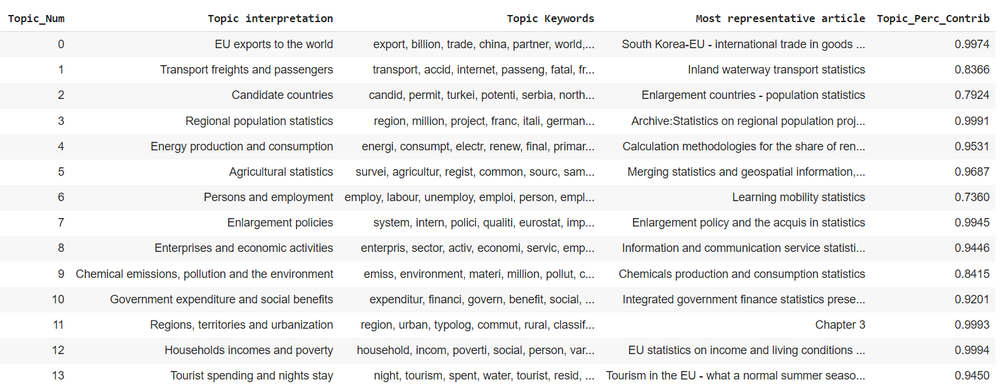 Topic_Num Topic interpretation Topic Keywords Most representative article Topic_Perc_Contrib
0 EU exports to the world export, billion, trade, china, partner, world,... South Korea-EU - international trade in goods ... 0.9974
1 Transport freights and passengers transport, accid, internet, passeng, fatal, fr... Inland waterway transport statistics 0.8366
2 Candidate countries candid, permit, turkei, potenti, serbia, north... Enlargement countries - population statistics 0.7924
3 Regional population statistics region, million, project, franc, itali, german... Archive:Statistics on regional population proj... 0.9991
4 Energy production and consumption energi, consumpt, electr, renew, final, primar... Calculation methodologies for the share of ren... 0.9531
5 Agricultural statistics survei, agricultur, regist, common, sourc, sam... Merging statistics and geospatial information,... 0.9687
6 Persons and employment employ, labour, unemploy, emploi, person, empl... Learning mobility statistics 0.7360
7 Enlargement policies system, intern, polici, qualiti, eurostat, imp... Enlargement policy and the acquis in statistics 0.9945
8 Enterprises and economic activities enterpris, sector, activ, economi, servic, emp... Information and communication service statisti... 0.9446
9 Chemical emissions, pollution and the environment emiss, environment, materi, million, pollut, c... Chemicals production and consumption statistics 0.8415
10 Government expenditure and social benefits expenditur, financi, govern, benefit, social, ... Integrated government finance statistics prese... 0.9201
11 Regions, territories and urbanization region, urban, typolog, commut, rural, classif... Chapter 3 0.9993
12 Households incomes and poverty household, incom, poverti, social, person, var... EU statistics on income and living conditions ... 0.9994
13 Tourist spending and nights stay night, tourism, spent, water, tourist, resid, ... Tourism in the EU - what a normal summer seaso... 0.9450